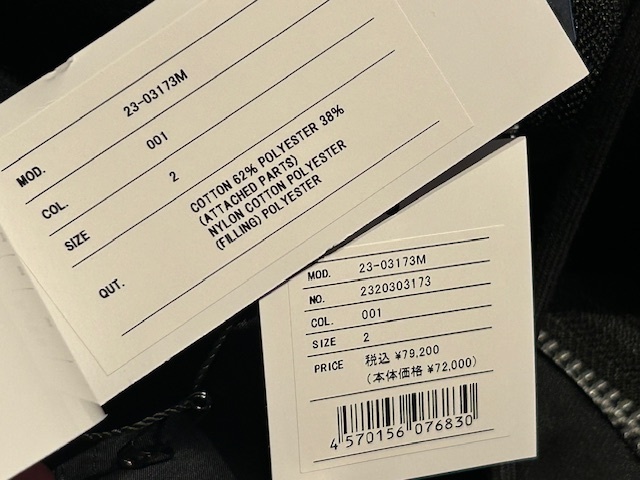 MOD. 23-03173M
COL. 001
SIZE 2
QUT. COTTON 62% POLYESTER 38%
(ATTACHED PARTS)
NYLON COTTON POLYESTER
(FILLING) POLYESTER
MOD. 23-03173M
NO. 2320303173
COL. 001
SIZE 2
PRICE 税込 ¥79,200
(本体価格 ¥72,000)
4 570156 076830